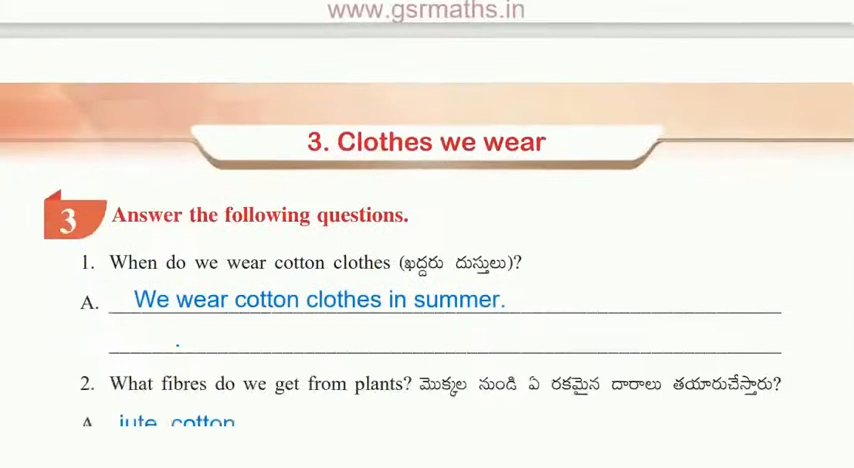 www.gsrmaths.in
3. Clothes we wear
3 Answer the following questions.
1. When do we wear cotton clothes (ఖద్దరు దుస్తులు)?
A. We wear cotton clothes in summer.
2. What fibres do we get from plants? మొక్కల నుండి ఏ రకమైన దారాలు తయారుచేస్తారు?
A jute cotton